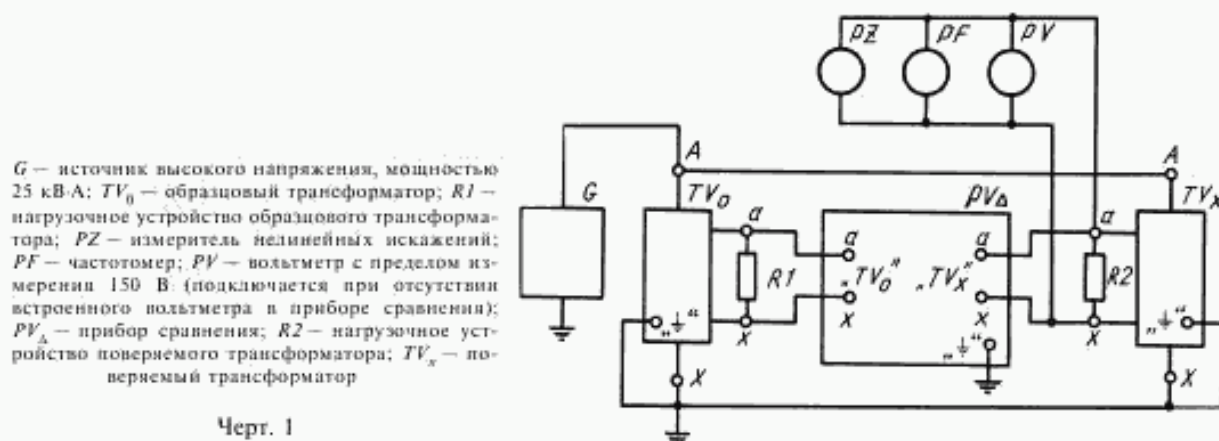 G — источник высокого напряжения, мощностью
25 кВ·А; TV₀ — образцовый трансформатор; R1 —
нагрузочное устройство образцового трансформа-
тора; PZ — измеритель нелинейных искажений;
PF — частотомер; PV — вольтметр с пределом из-
мерения 150 В (подключается при отсутствии
встроенного вольтметра в приборе сравнения);
PV_Δ — прибор сравнения; R2 — нагрузочное уст-
ройство поверяемого трансформатора; TVₓ — по-
веряемый трансформатор
Черт. 1
PZ PF PV
A A
G TV₀ PV_Δ TVₓ
a a a a
R1 „TV₀" „TVₓ" R2
x x x x
„⏚" „⏚" „⏚"
X X